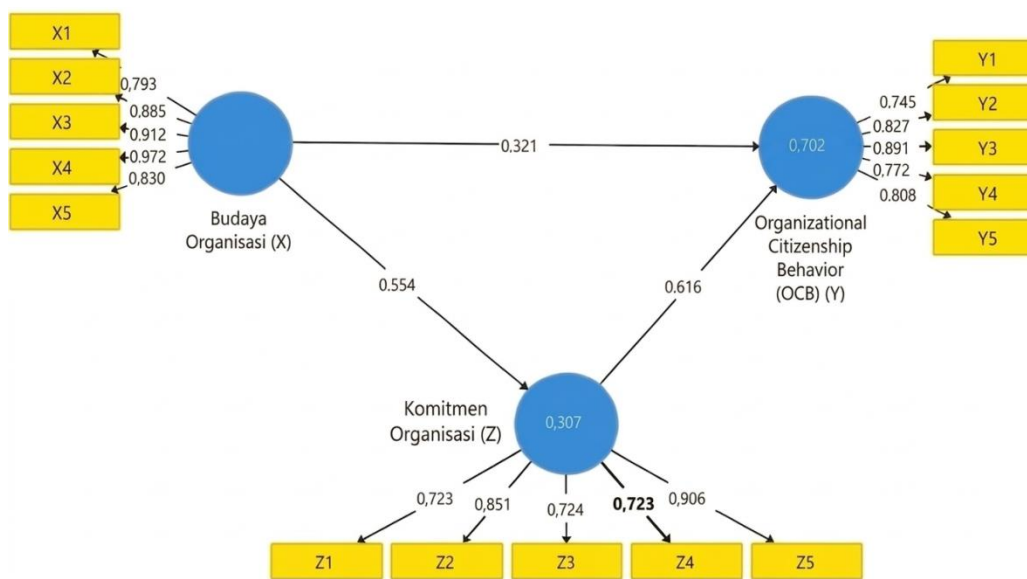 X1
X2
X3
X4
X5
0,793
0.885
0.912
0.972
0,830
Budaya
Organisasi (X)
0.321
0.554
0.616
0,702
Organizational
Citizenship
Behavior
(OCB) (Y)
0.745
0.827
0.891
0,772
0.808
Y1
Y2
Y3
Y4
Y5
Komitmen
Organisasi (Z)
0,307
0,723
0,851
0,724
0,723
0,906
Z1
Z2
Z3
Z4
Z5